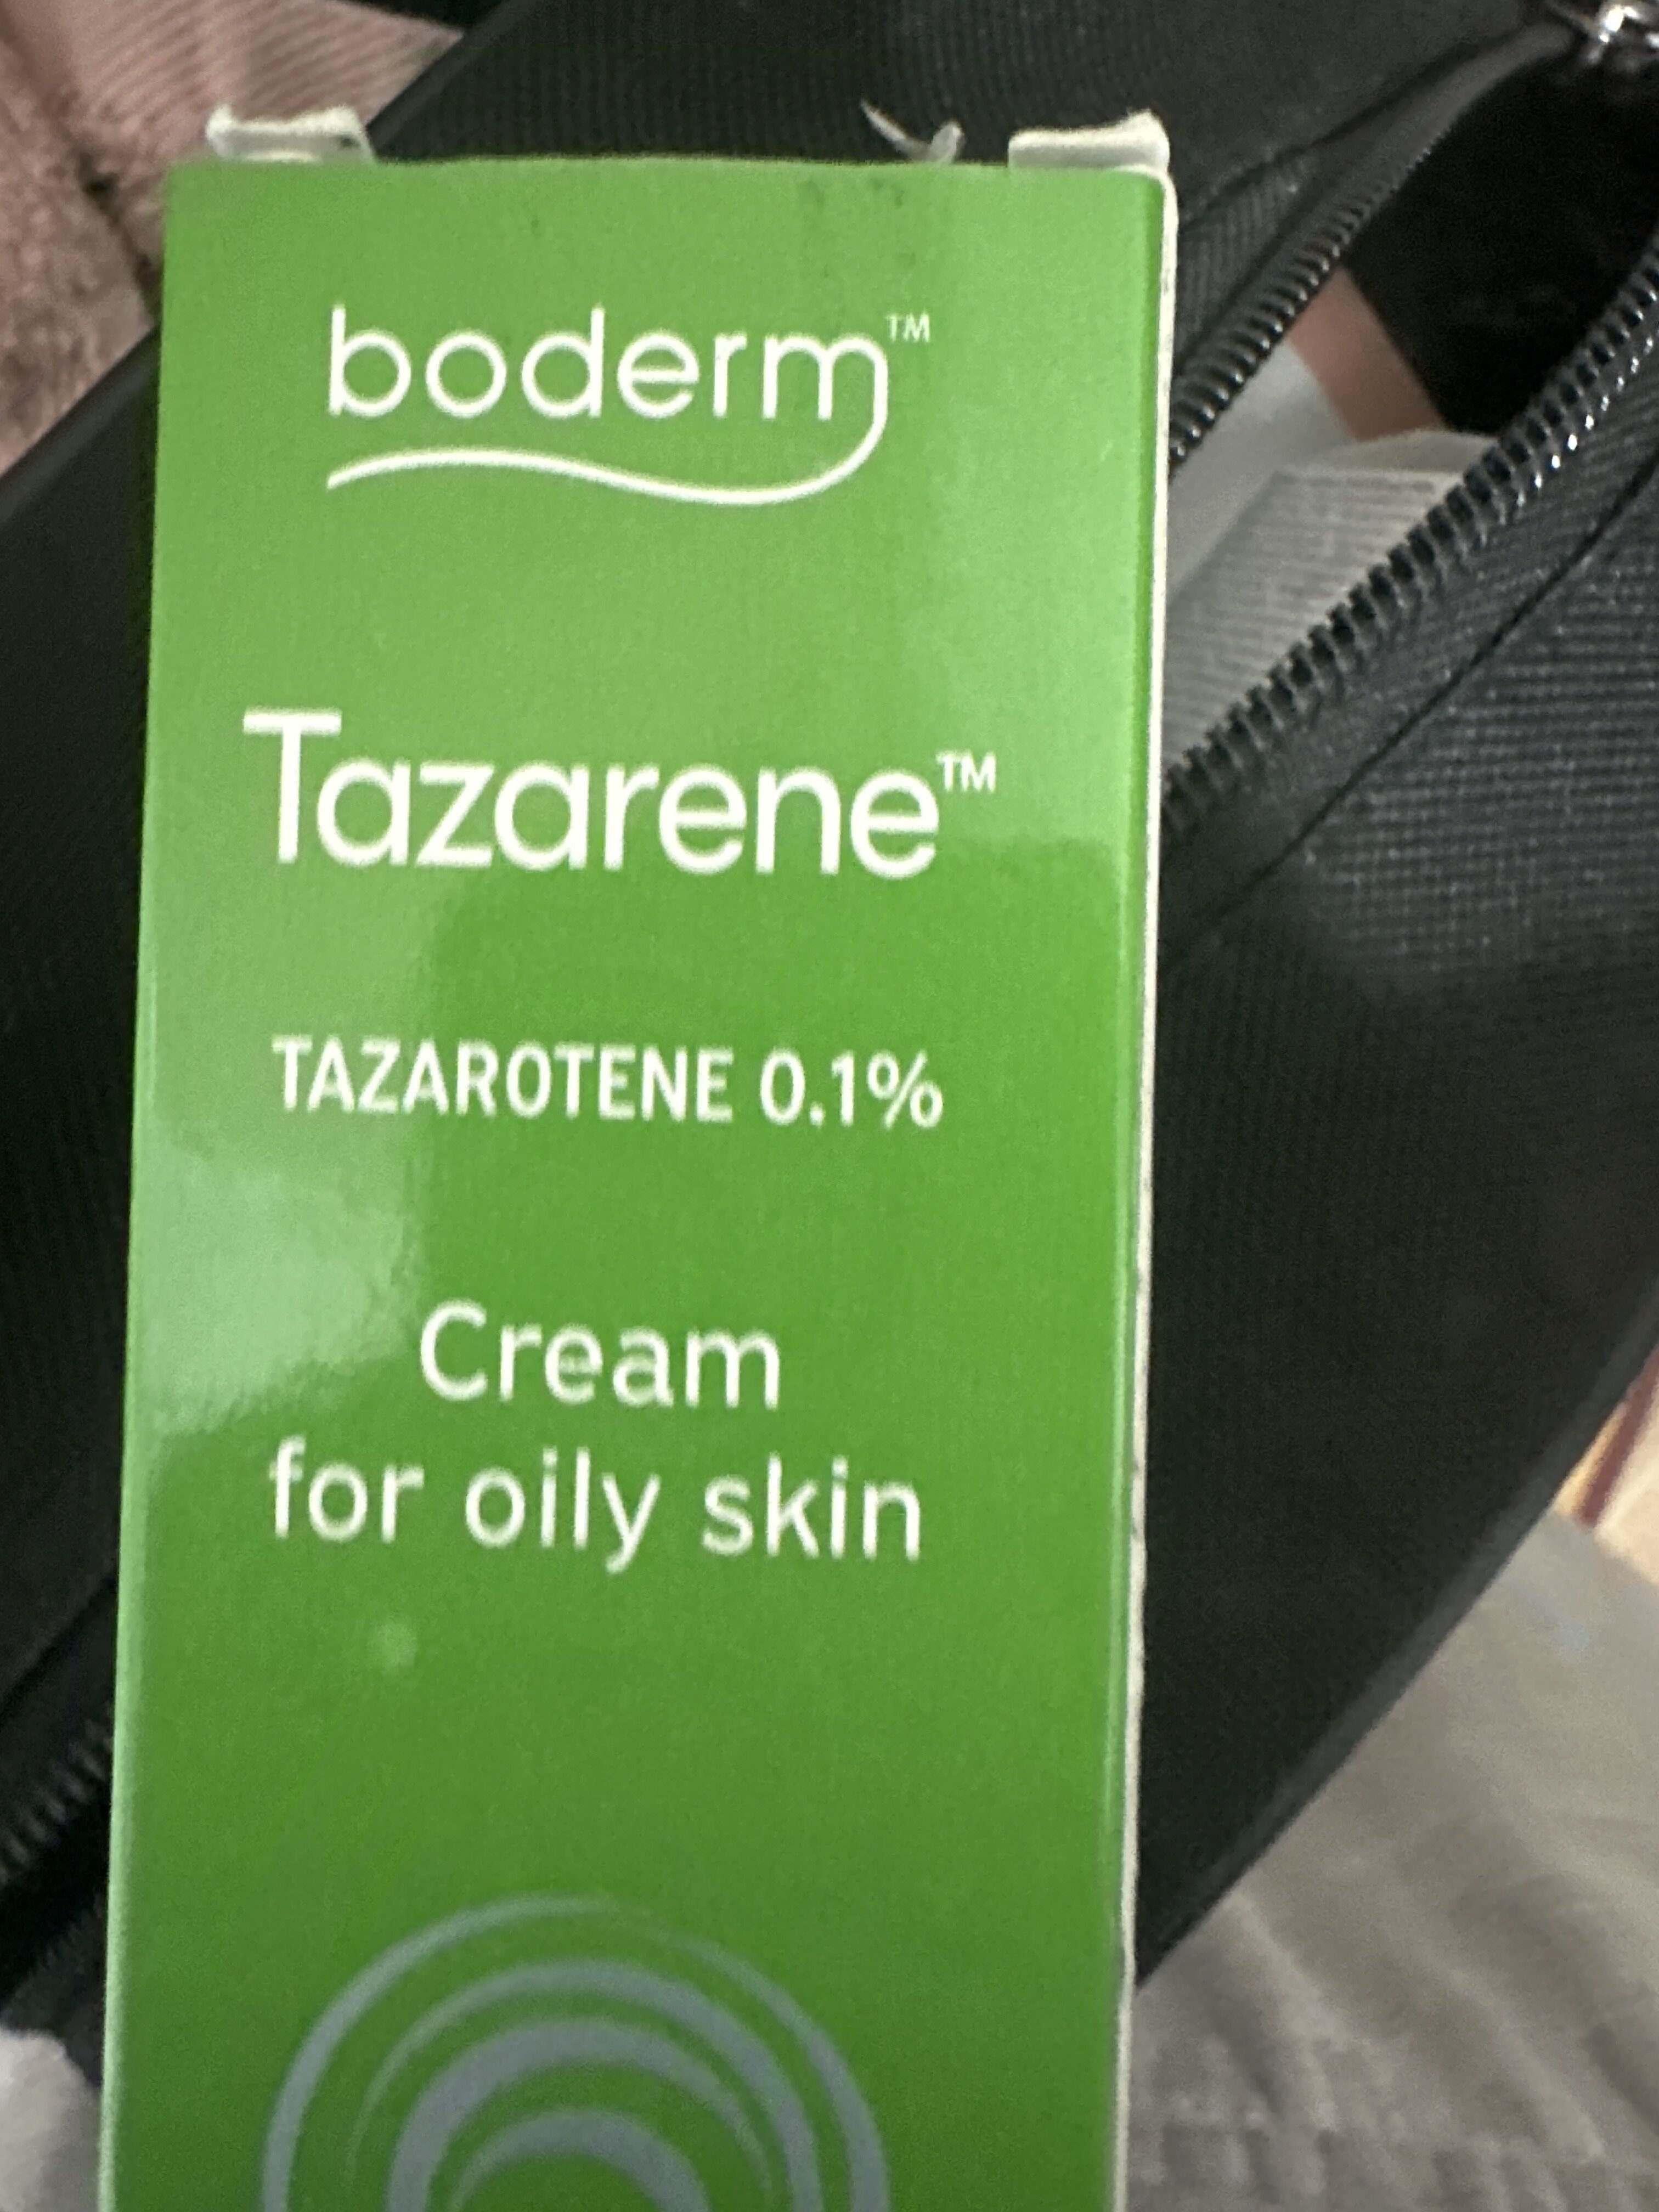 boderm™
Tazarene™
TAZAROTENE 0.1%
Cream
for oily skin